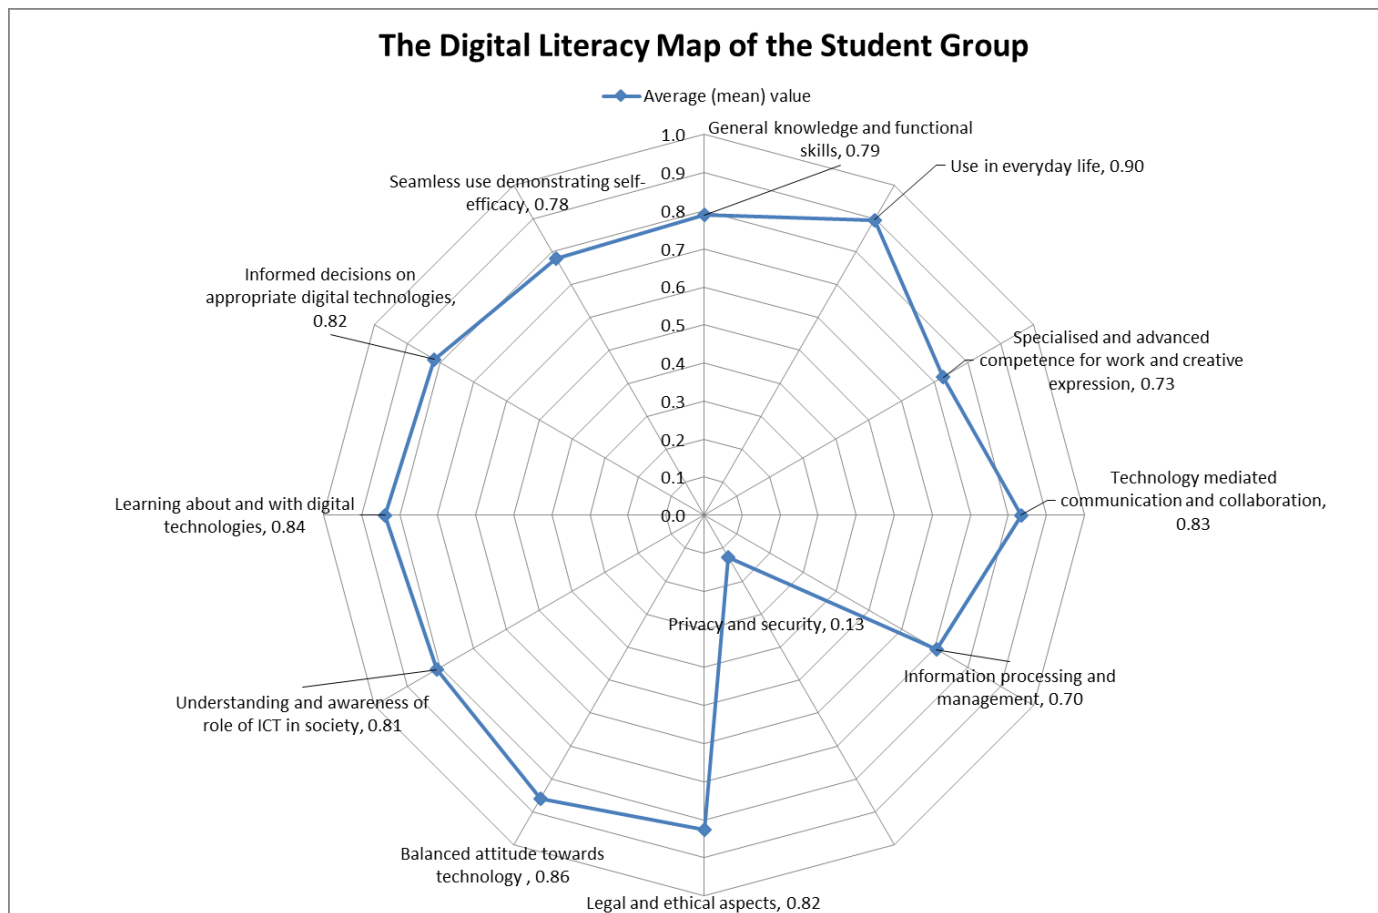 The Digital Literacy Map of the Student Group
Average (mean) value
General knowledge and functional
skills, 0.79
Use in everyday life, 0.90
Specialised and advanced
competence for work and creative
expression, 0.73
Technology mediated
communication and collaboration,
0.83
Information processing and
management, 0.70
Privacy and security, 0.13
Legal and ethical aspects, 0.82
Balanced attitude towards
technology , 0.86
Understanding and awareness of
role of ICT in society, 0.81
Learning about and with digital
technologies, 0.84
Informed decisions on
appropriate digital technologies,
0.82
Seamless use demonstrating self-
efficacy, 0.78
1.0
0.9
0.8
0.7
0.6
0.5
0.4
0.3
0.2
0.1
0.0